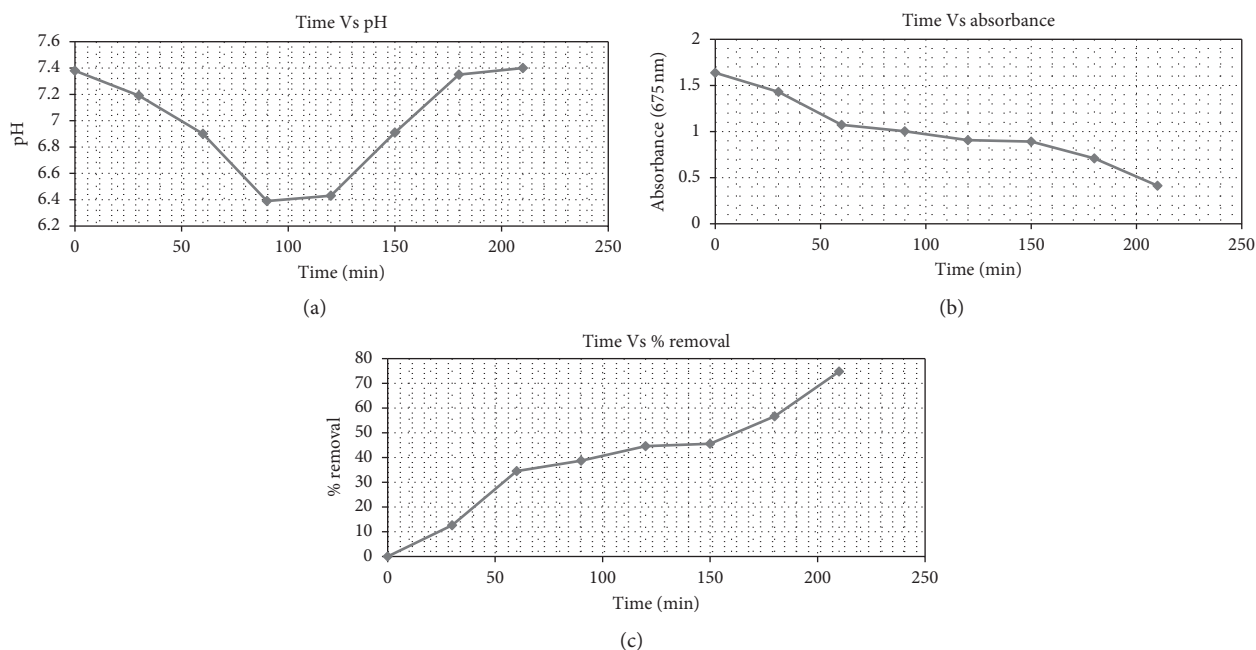 Time Vs pH
7.6
7.4
7.2
7
6.8
6.6
6.4
6.2
pH
0 50 100 150 200 250
Time (min)
(a)
Time Vs absorbance
2
1.5
1
0.5
0
Absorbance (675 nm)
0 50 100 150 200 250
Time (min)
(b)
Time Vs % removal
80
70
60
50
40
30
20
10
0
% removal
0 50 100 150 200 250
Time (min)
(c)